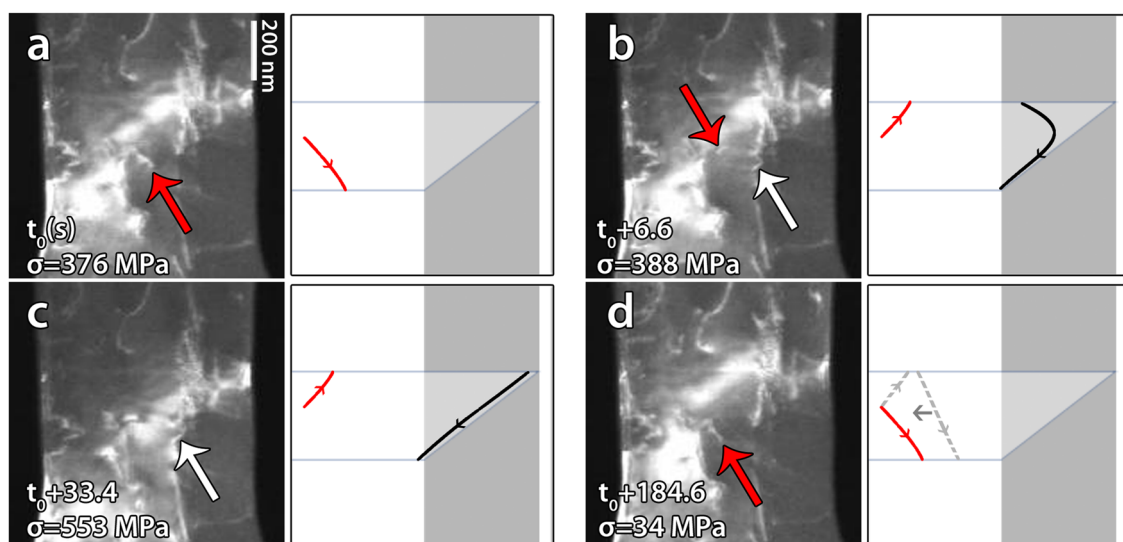 a
200 nm
t₀(s)
σ=376 MPa
b
t₀+6.6
σ=388 MPa
c
t₀+33.4
σ=553 MPa
d
t₀+184.6
σ=34 MPa